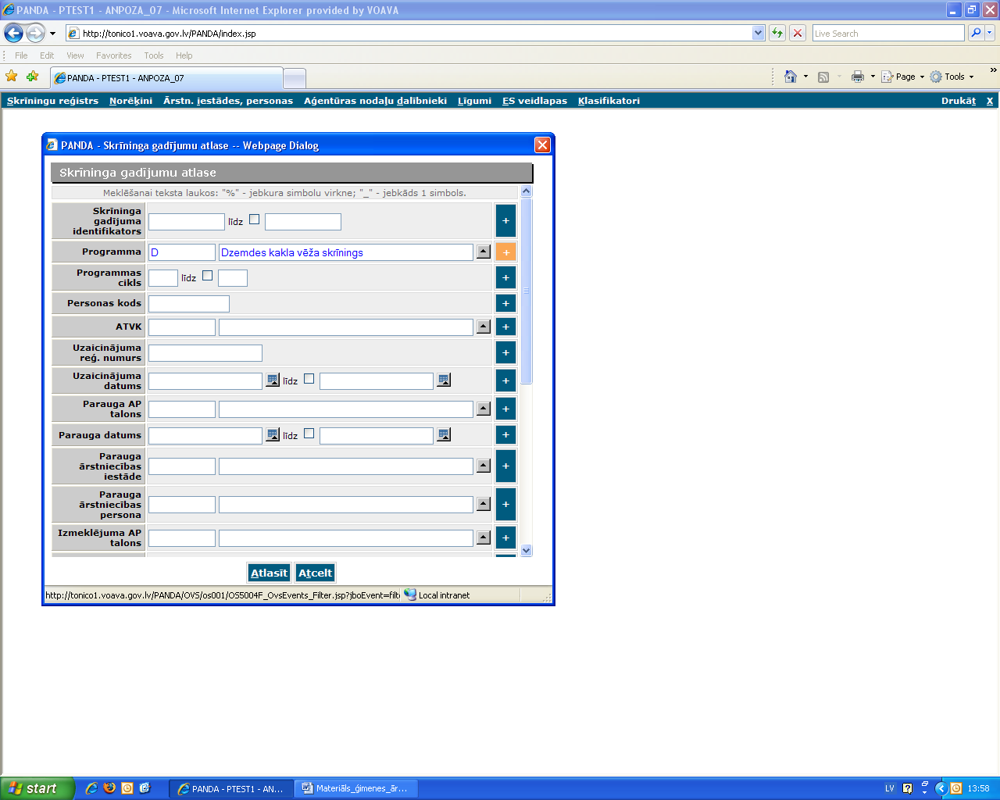 PANDA - PTEST1 - ANPOZA_07 - Microsoft Internet Explorer provided by VOAVA
http://tonico1.voava.gov.lv/PANDA/index.jsp
Live Search
File Edit View Favorites Tools Help
PANDA - PTEST1 - ANPOZA_07
Page Tools
Skrīningu reģistrs Norēķini Ārstn. iestādes, personas Aģentūras nodaļu dalībnieki Līgumi ES veidlapas Klasifikatori Drukāt X
PANDA - Skrīninga gadījumu atlase -- Webpage Dialog
Skrīninga gadījumu atlase
Meklēšanai teksta laukos: "%" - jebkura simbolu virkne; "_" - jebkāds 1 simbols.
Skrīninga gadījuma identifikators līdz +
Programma D Dzemdes kakla vēža skrīnings +
Programmas cikls līdz +
Personas kods +
ATVK +
Uzaicinājuma reģ. numurs +
Uzaicinājuma datums līdz +
Parauga AP talons +
Parauga datums līdz +
Parauga ārstniecības iestāde +
Parauga ārstniecības persona +
Izmeklējuma AP talons +
Atlasīt Atcelt
http://tonico1.voava.gov.lv/PANDA/OVS/os001/OS5004F_OvsEvents_Filter.jsp?jboEvent=filt Local intranet
start PANDA - PTEST1 - AN... Materiāls_ģimenes_ār... LV 13:58